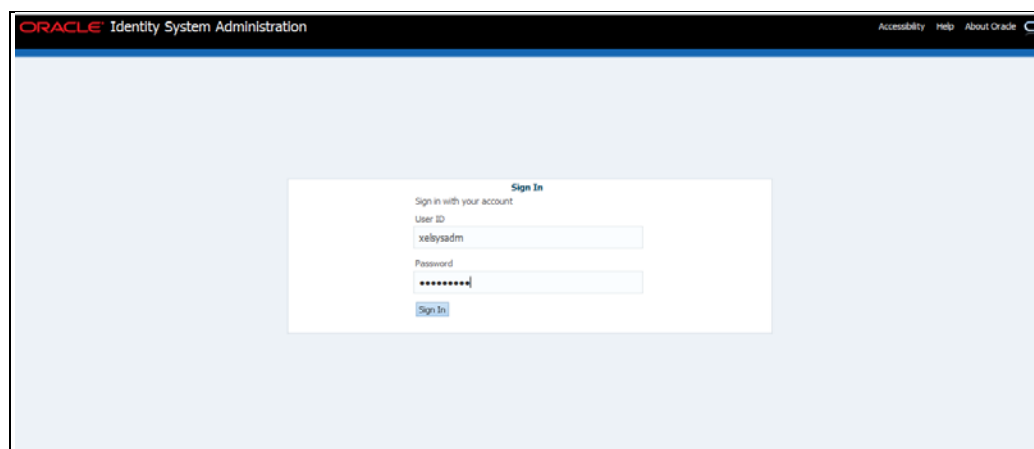 ORACLE® Identity System Administration
Accessibility Help About Oracle
Sign In
Sign in with your account
User ID
xelsysadm
Password
•••••••••
Sign In